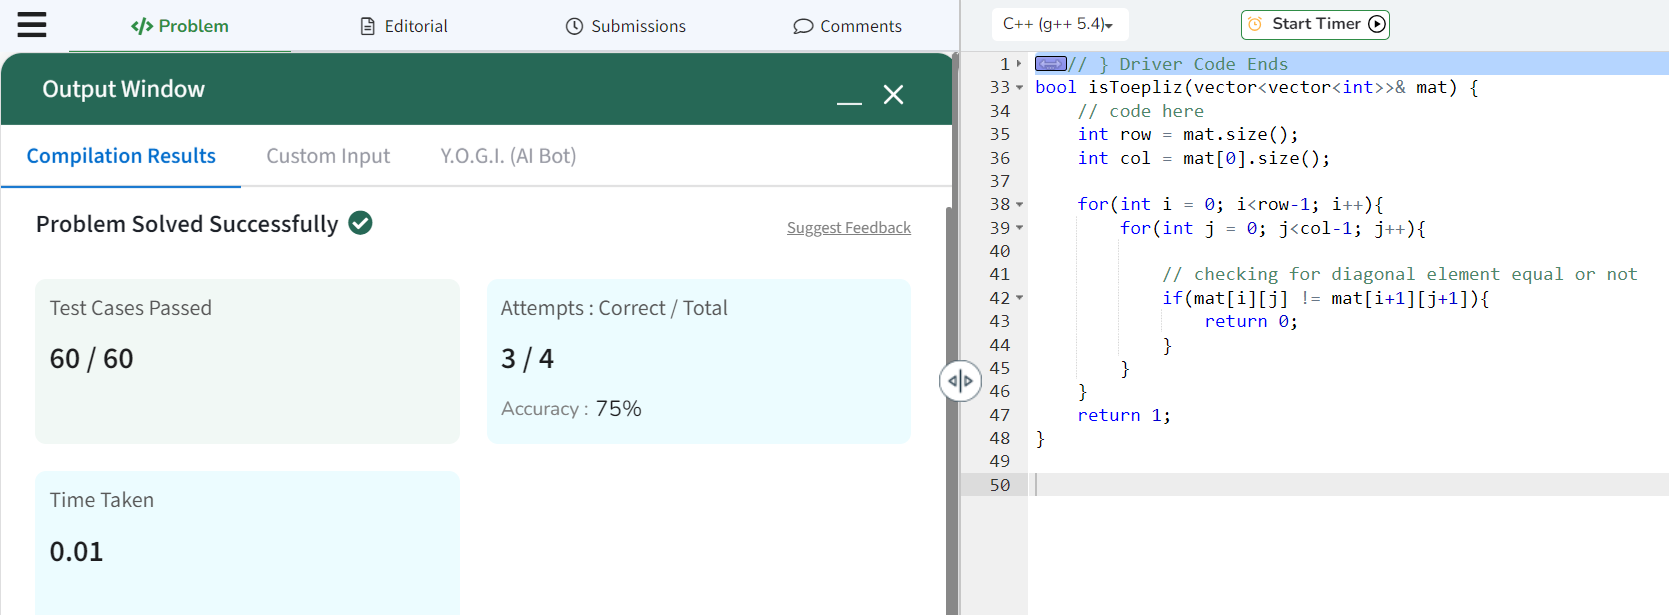 </> Problem
Editorial
Submissions
Comments
Output Window
Compilation Results
Custom Input
Y.O.G.I. (AI Bot)
Problem Solved Successfully
Suggest Feedback
Test Cases Passed
60 / 60
Attempts : Correct / Total
3 / 4
Accuracy : 75%
Time Taken
0.01
C++ (g++ 5.4)
Start Timer
1 // } Driver Code Ends
33 bool isToepliz(vector<vector<int>>& mat) {
34     // code here
35     int row = mat.size();
36     int col = mat[0].size();
37
38     for(int i = 0; i<row-1; i++){
39         for(int j = 0; j<col-1; j++){
40
41             // checking for diagonal element equal or not
42             if(mat[i][j] != mat[i+1][j+1]){
43                 return 0;
44             }
45         }
46     }
47     return 1;
48 }
49
50